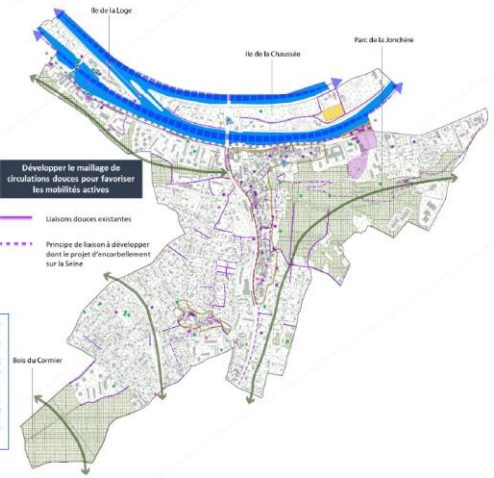 Ile de la Loge
Ile de la Chaussée
Parc de la Jonchère
Développer le maillage de
circulations douces pour favoriser
les mobilités actives
Liaisons douces existantes
Principe de liaison à développer
dont le projet d'encorbellement
sur la Seine
Bois du Cormier